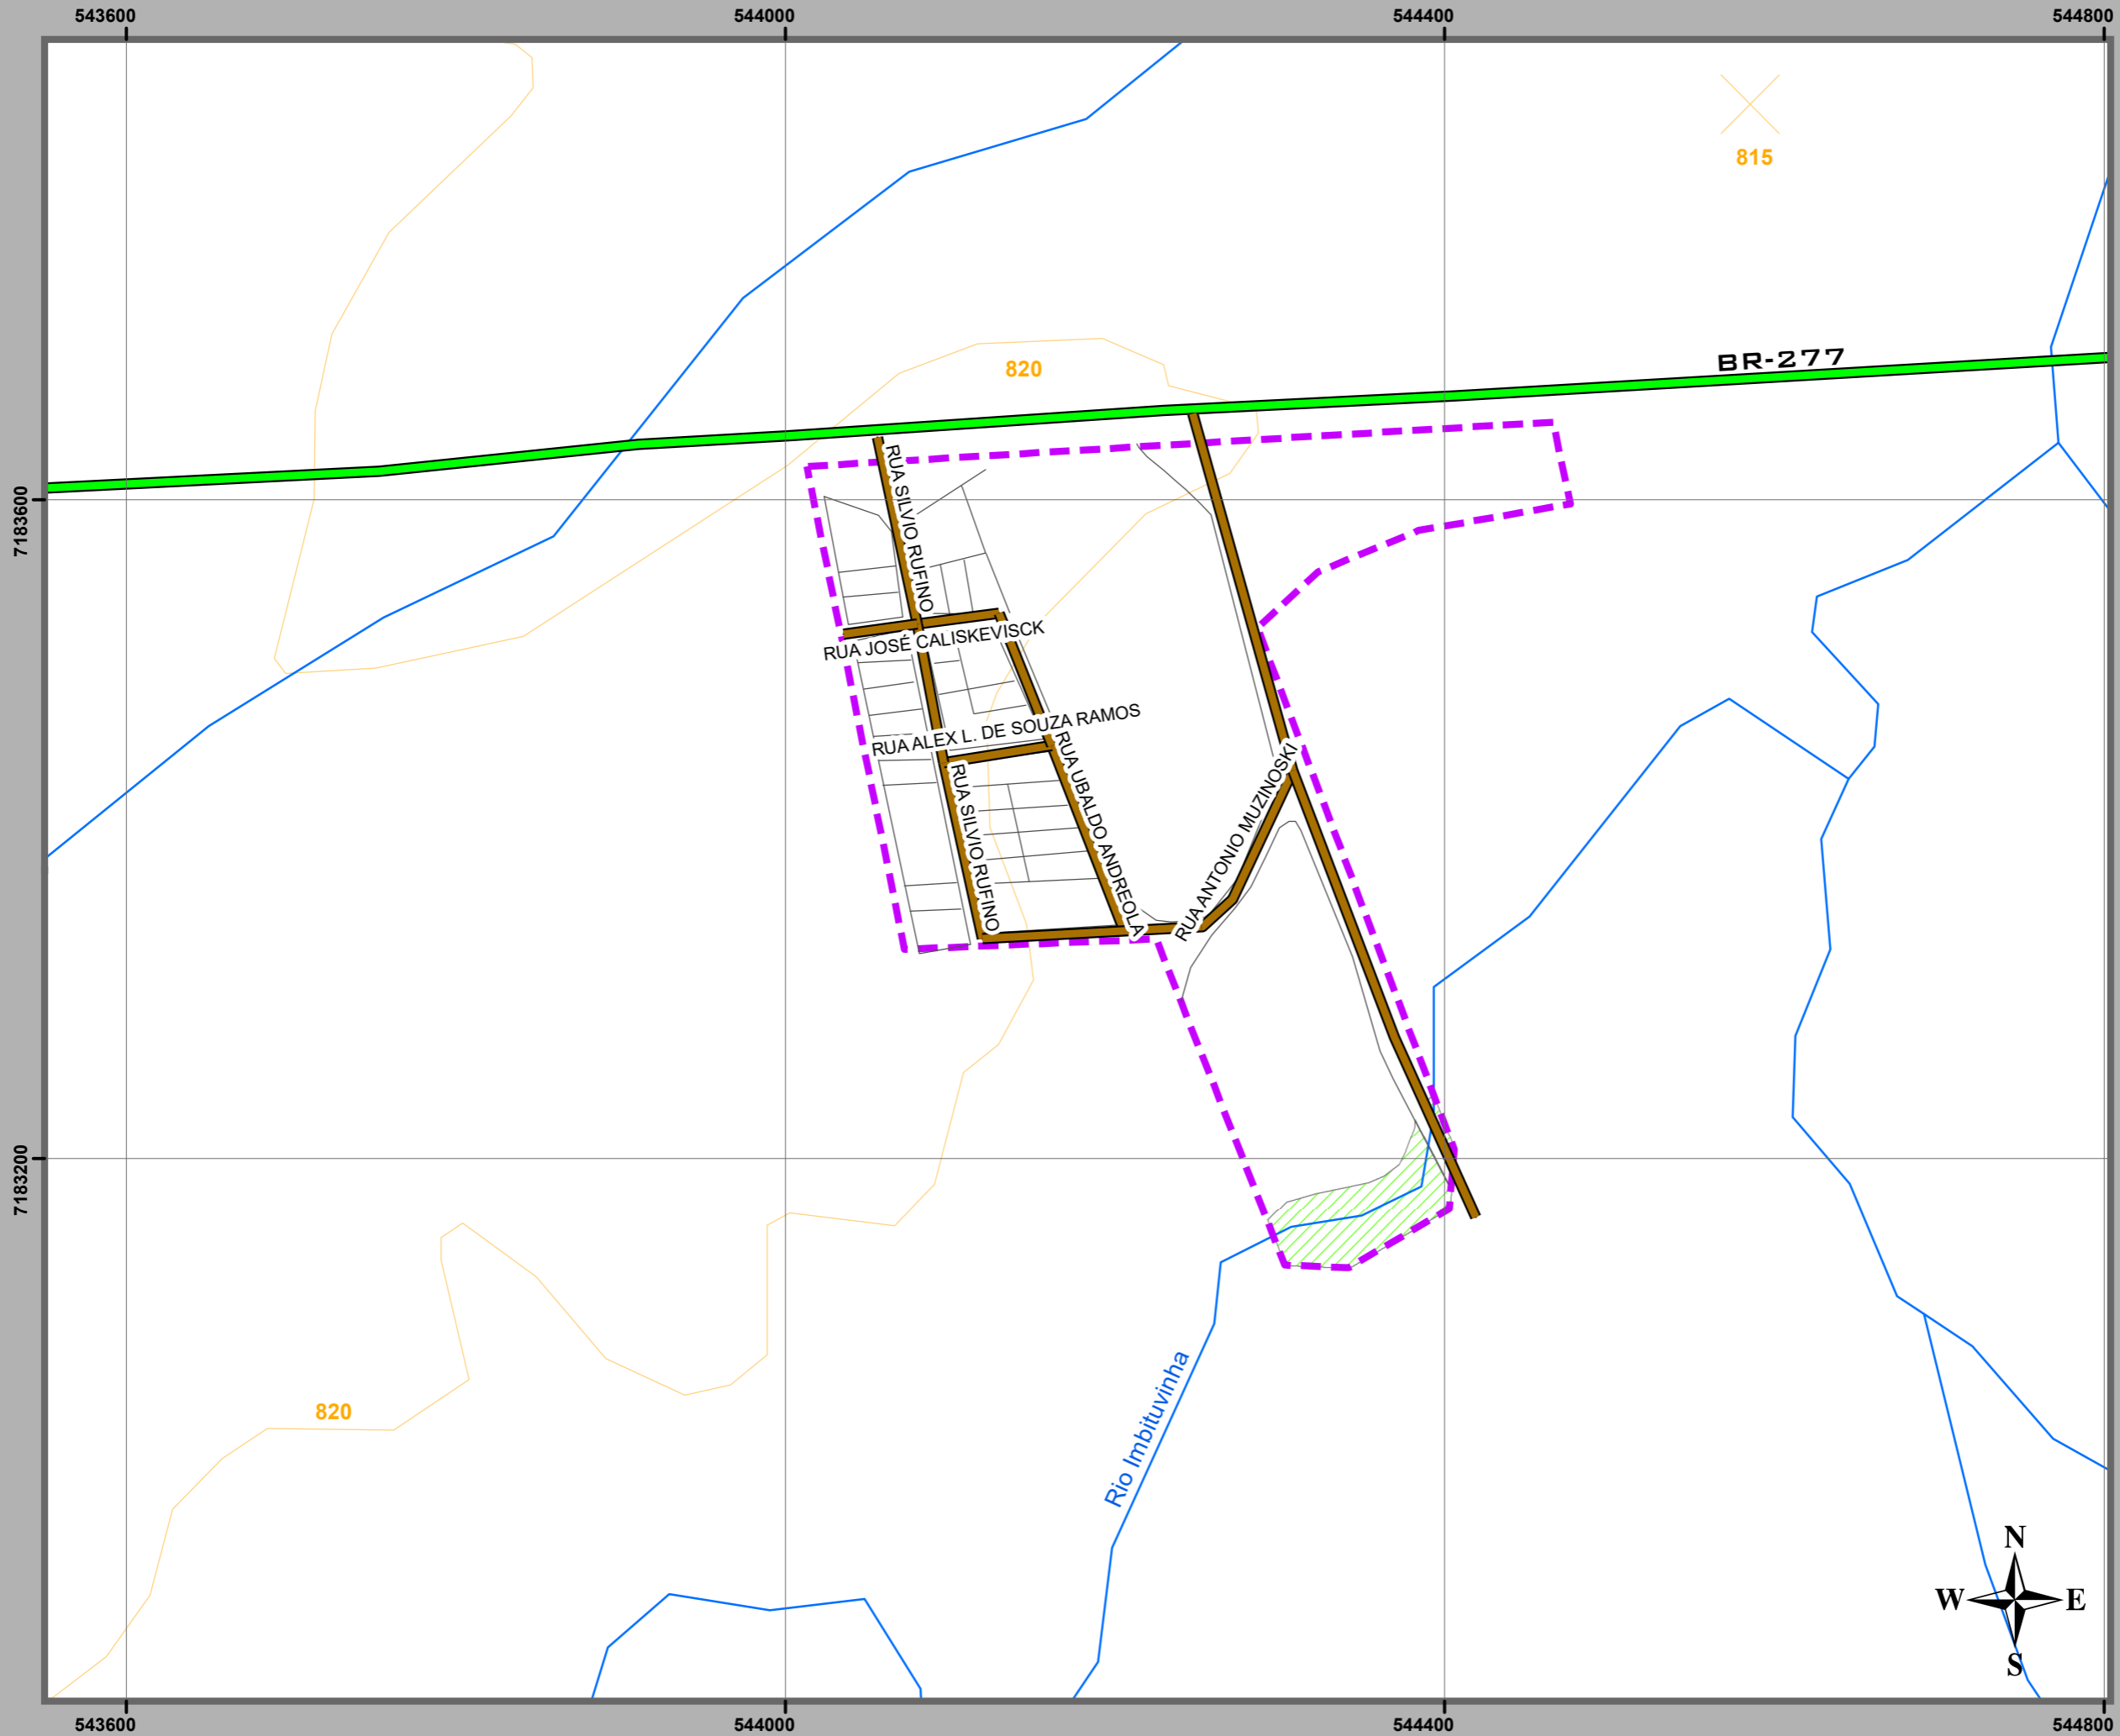 543600
544000
544400
544800
815
BR-277
820
7183600
RUA SILVIO RUFINO
RUA JOSÉ CALISKEVISCK
RUA ALEX L. DE SOUZA RAMOS
RUA UBALDO ANDREOLA
RUA ANTONIO MUZINOSKI
RUA SILVIO RUFINO
7183200
Rio Imbituvinha
820
N
W
E
S
543600
544000
544400
544800